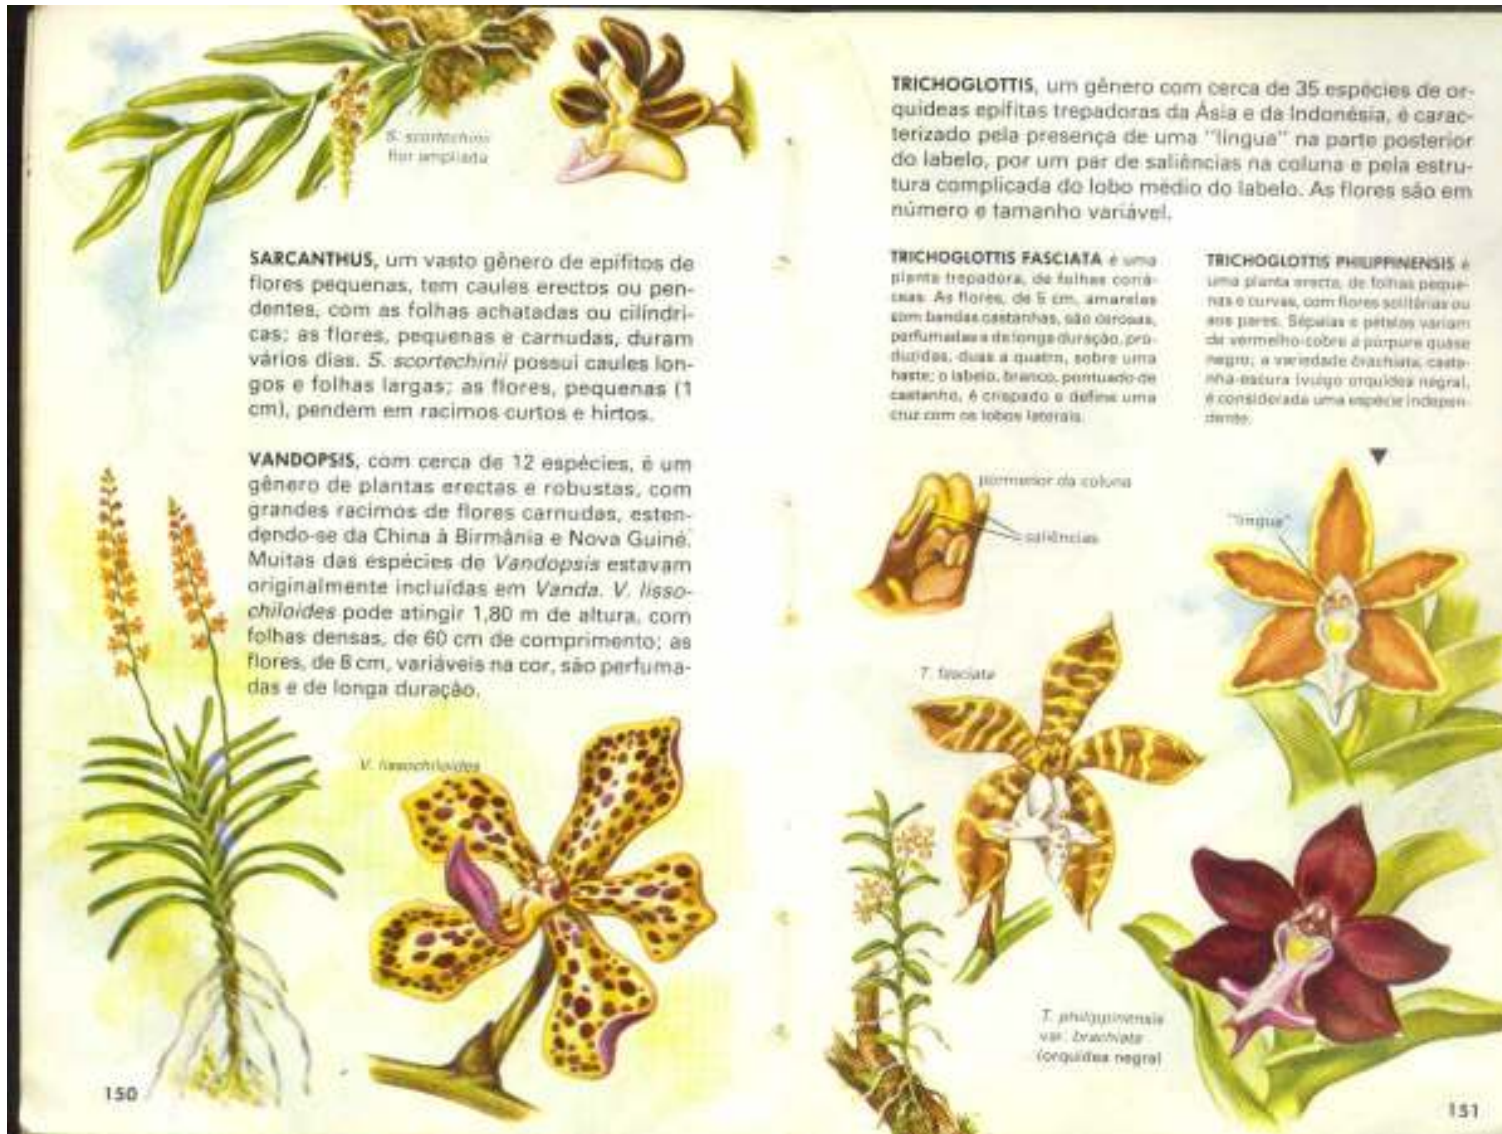 S. scortechinii
flor ampliada
SARCANTHUS, um vasto gênero de epífitos de
flores pequenas, tem caules erectos ou pen-
dentes, com as folhas achatadas ou cilíndri-
cas; as flores, pequenas e carnudas, duram
vários dias. S. scortechinii possui caules lon-
gos e folhas largas; as flores, pequenas (1
cm), pendem em racimos curtos e hirtos.
VANDOPSIS, com cerca de 12 espécies, é um
gênero de plantas erectas e robustas, com
grandes racimos de flores carnudas, esten-
dendo-se da China à Birmânia e Nova Guiné.
Muitas das espécies de Vandopsis estavam
originalmente incluídas em Vanda. V. lisso-
chiloides pode atingir 1,80 m de altura, com
folhas densas, de 60 cm de comprimento; as
flores, de 8 cm, variáveis na cor, são perfuma-
das e de longa duração.
V. lissochiloides
150
TRICHOGLOTTIS, um gênero com cerca de 35 espécies de or-
quídeas epífitas trepadoras da Ásia e da Indonésia, é carac-
terizado pela presença de uma "língua" na parte posterior
do labelo, por um par de saliências na coluna e pela estru-
tura complicada do lobo médio do labelo. As flores são em
número e tamanho variável.
TRICHOGLOTTIS FASCIATA é uma
planta trepadora, de folhas coriá-
ceas. As flores, de 5 cm, amarelas
com bandas castanhas, são cerosas,
perfumadas e de longa duração, pro-
duzidas, duas a quatro, sobre uma
haste; o labelo, branco, pontuado de
castanho, é crispado e define uma
cruz com os lobos laterais.
TRICHOGLOTTIS PHILIPPINENSIS é
uma planta erecta, de folhas peque-
nas e curvas, com flores solitárias ou
aos pares. Sépalas e pétalas variam
de vermelho-cobre a púrpura quase
negro; a variedade brachiata, casta-
nha-escura (vulgo orquídea negra),
é considerada uma espécie indepen-
dente.
pormenor da coluna
saliências
"língua"
T. fasciata
T. philippinensis
var. brachiata
(orquídea negra)
151